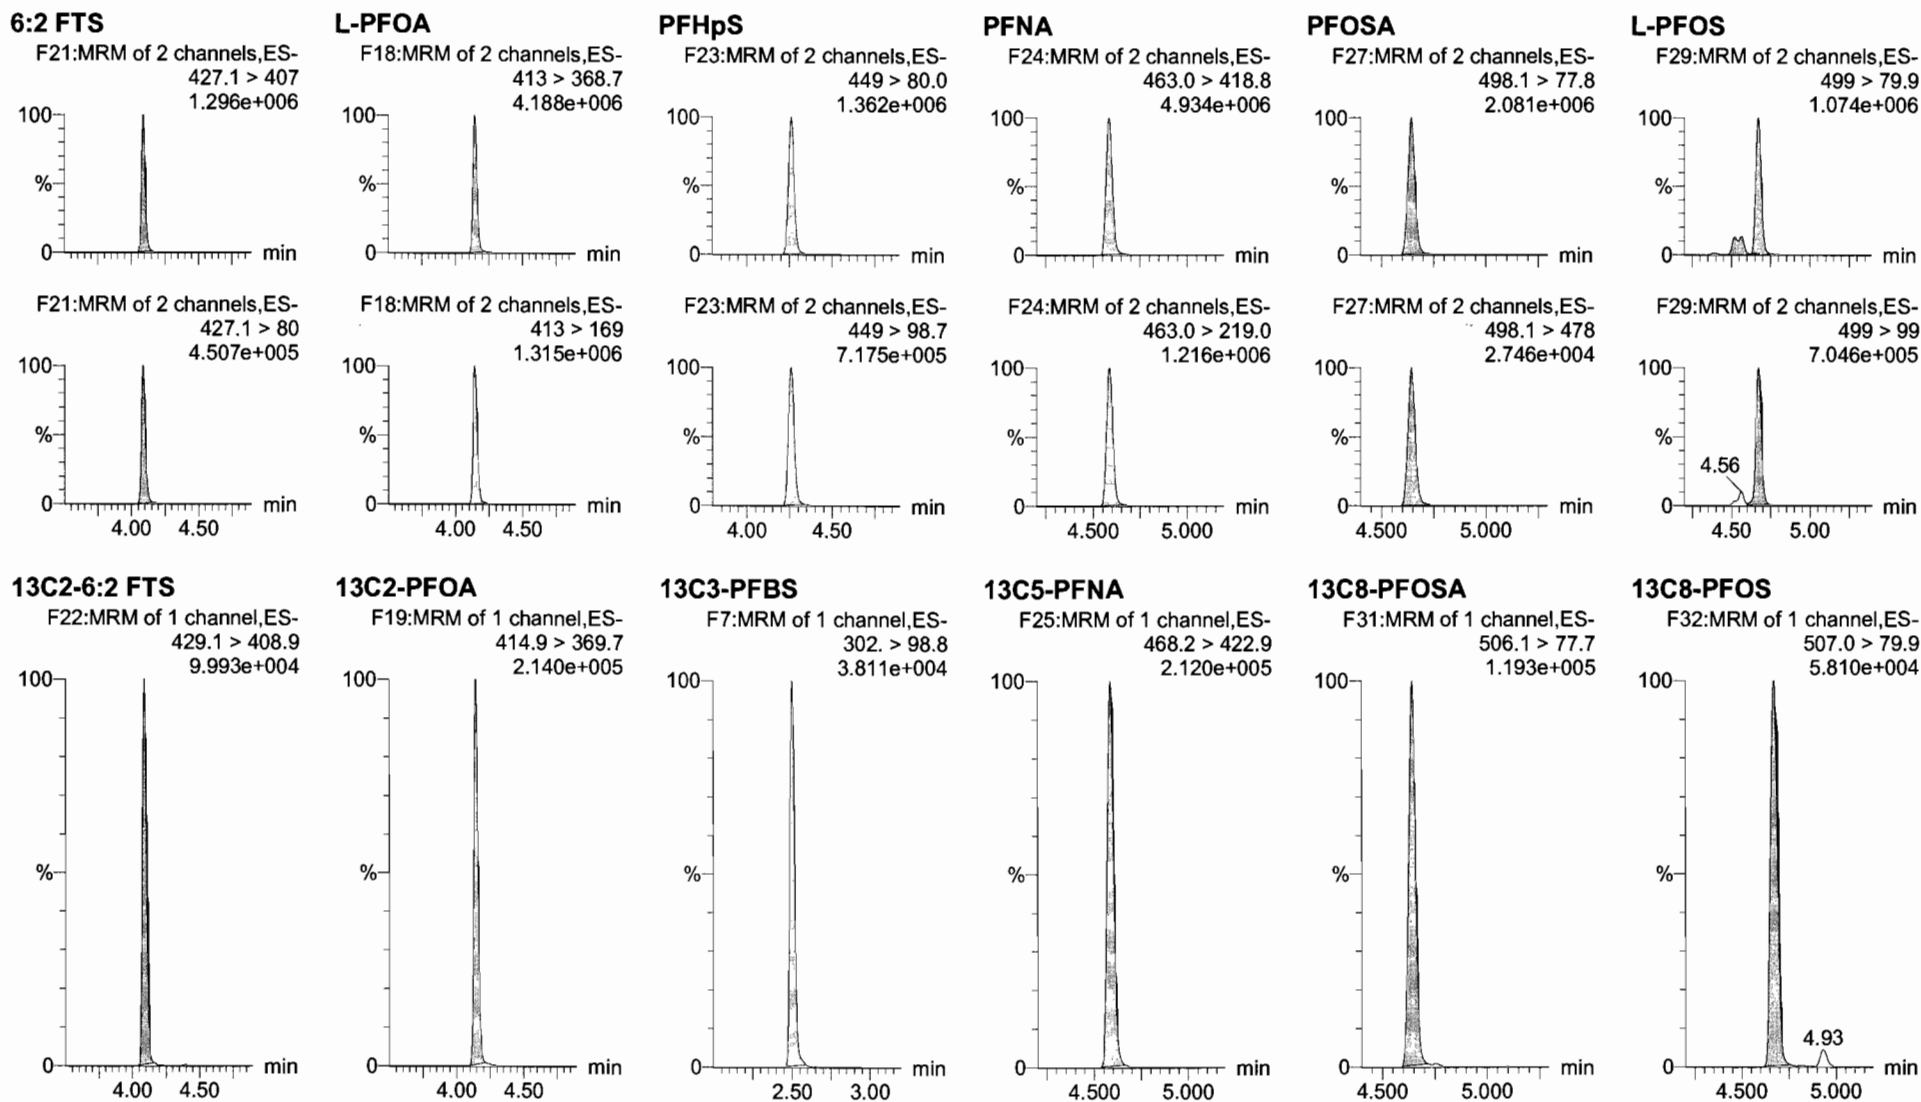 6:2 FTS
F21:MRM of 2 channels,ES-
427.1 > 407
1.296e+006
100
%
0
min
L-PFOA
F18:MRM of 2 channels,ES-
413 > 368.7
4.188e+006
100
%
0
min
PFHpS
F23:MRM of 2 channels,ES-
449 > 80.0
1.362e+006
100
%
0
min
PFNA
F24:MRM of 2 channels,ES-
463.0 > 418.8
4.934e+006
100
%
0
min
PFOSA
F27:MRM of 2 channels,ES-
498.1 > 77.8
2.081e+006
100
%
0
min
L-PFOS
F29:MRM of 2 channels,ES-
499 > 79.9
1.074e+006
100
%
0
min
F21:MRM of 2 channels,ES-
427.1 > 80
4.507e+005
100
%
0
min
4.00 4.50
F18:MRM of 2 channels,ES-
413 > 169
1.315e+006
100
%
0
min
4.00 4.50
F23:MRM of 2 channels,ES-
449 > 98.7
7.175e+005
100
%
0
min
4.00 4.50
F24:MRM of 2 channels,ES-
463.0 > 219.0
1.216e+006
100
%
0
min
4.500 5.000
F27:MRM of 2 channels,ES-
498.1 > 478
2.746e+004
100
%
0
min
4.500 5.000
F29:MRM of 2 channels,ES-
499 > 99
7.046e+005
100
%
4.56
0
min
4.50 5.00
13C2-6:2 FTS
F22:MRM of 1 channel,ES-
429.1 > 408.9
9.993e+004
100
%
0
min
4.00 4.50
13C2-PFOA
F19:MRM of 1 channel,ES-
414.9 > 369.7
2.140e+005
100
%
0
min
4.00 4.50
13C3-PFBS
F7:MRM of 1 channel,ES-
302. > 98.8
3.811e+004
100
%
0
min
2.50 3.00
13C5-PFNA
F25:MRM of 1 channel,ES-
468.2 > 422.9
2.120e+005
100
%
0
min
4.500 5.000
13C8-PFOSA
F31:MRM of 1 channel,ES-
506.1 > 77.7
1.193e+005
100
%
0
min
4.500 5.000
13C8-PFOS
F32:MRM of 1 channel,ES-
507.0 > 79.9
5.810e+004
100
%
4.93
0
min
4.500 5.000